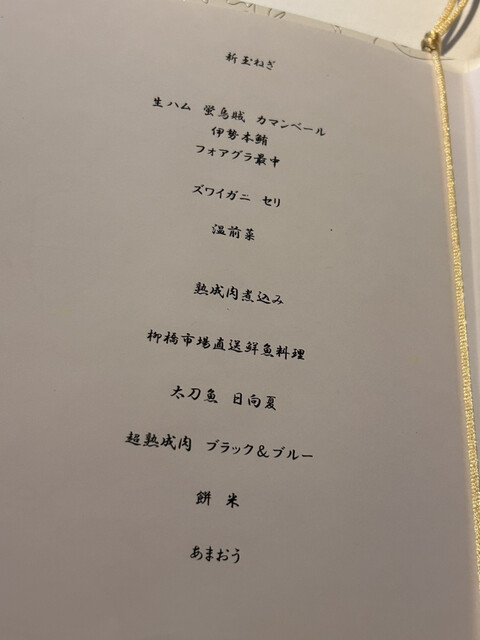 新玉ねぎ
生ハム 蛍烏賊 カマンベール
伊勢本鮪
フォアグラ最中
ズワイガニ セリ
温前菜
熟成肉煮込み
柳橋市場直送鮮魚料理
太刀魚 日向夏
超熟成肉 ブラック&ブルー
餅 米
あまおう